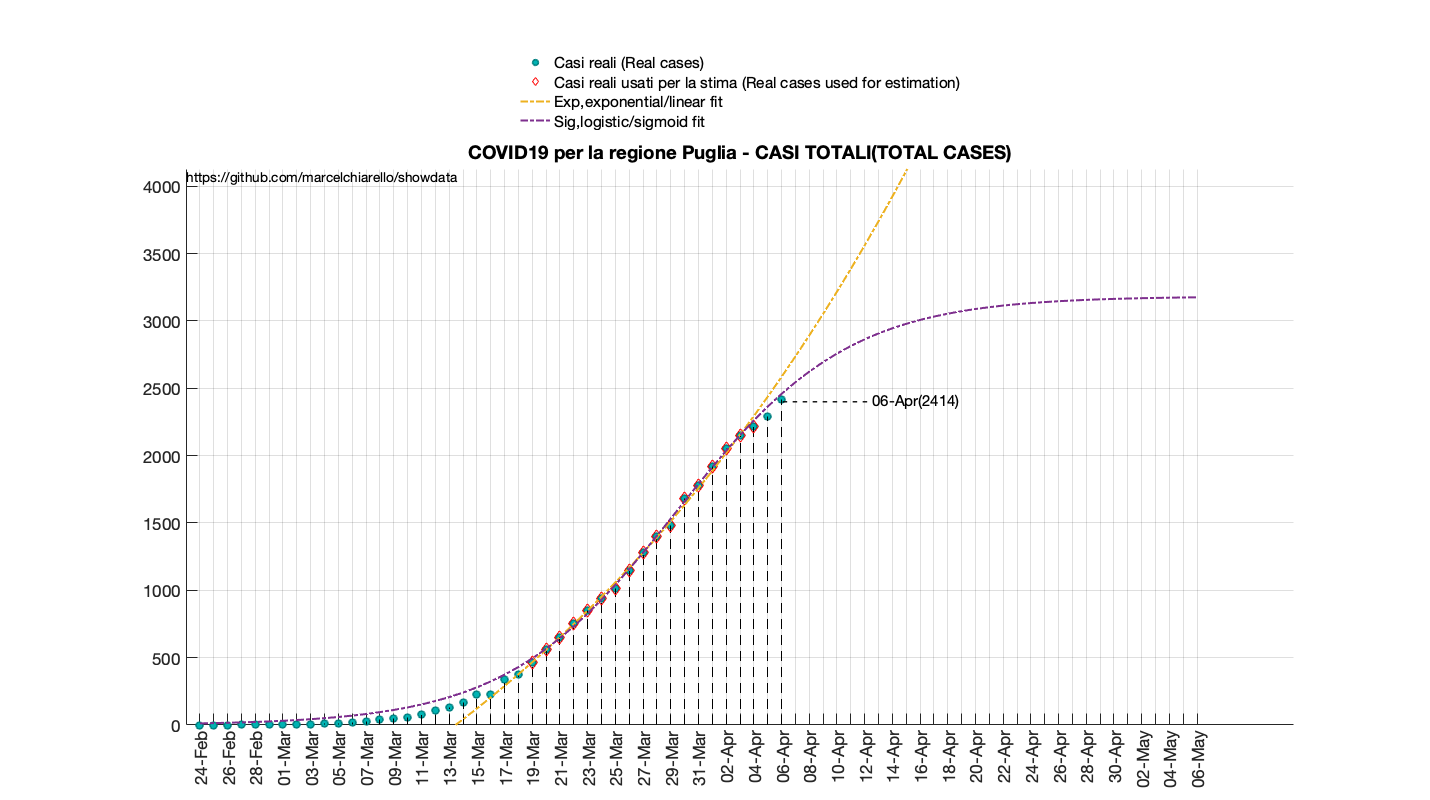 Casi reali (Real cases)
Casi reali usati per la stima (Real cases used for estimation)
Exp,exponential/linear fit
Sig,logistic/sigmoid fit
COVID19 per la regione Puglia - CASI TOTALI(TOTAL CASES)
https://github.com/marcelchiarello/showdata
4000
3500
3000
2500
2000
1500
1000
500
0
06-Apr(2414)
24-Feb
26-Feb
28-Feb
01-Mar
03-Mar
05-Mar
07-Mar
09-Mar
11-Mar
13-Mar
15-Mar
17-Mar
19-Mar
21-Mar
23-Mar
25-Mar
27-Mar
29-Mar
31-Mar
02-Apr
04-Apr
06-Apr
08-Apr
10-Apr
12-Apr
14-Apr
16-Apr
18-Apr
20-Apr
22-Apr
24-Apr
26-Apr
28-Apr
30-Apr
02-May
04-May
06-May